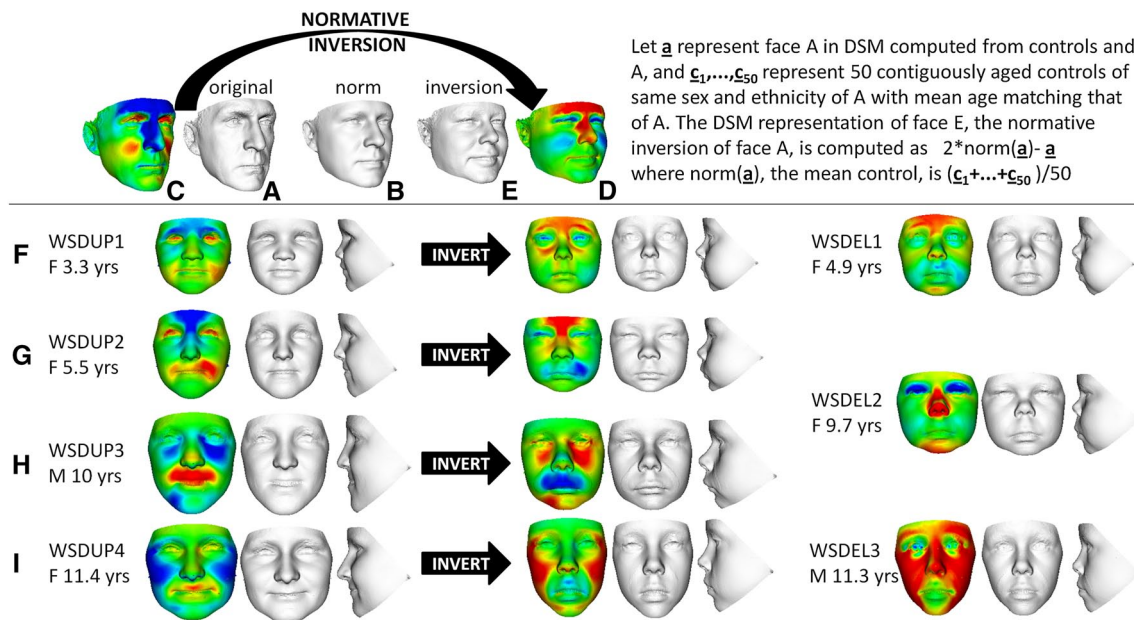 NORMATIVE
INVERSION
original norm inversion
C A B E D
Let a represent face A in DSM computed from controls and
A, and c1,...,c50 represent 50 contiguously aged controls of
same sex and ethnicity of A with mean age matching that
of A. The DSM representation of face E, the normative
inversion of face A, is computed as 2*norm(a)- a
where norm(a), the mean control, is (c1+...+c50 )/50
F WSDUP1
F 3.3 yrs
INVERT
WSDEL1
F 4.9 yrs
G WSDUP2
F 5.5 yrs
INVERT
WSDEL2
F 9.7 yrs
H WSDUP3
M 10 yrs
INVERT
I WSDUP4
F 11.4 yrs
INVERT
WSDEL3
M 11.3 yrs